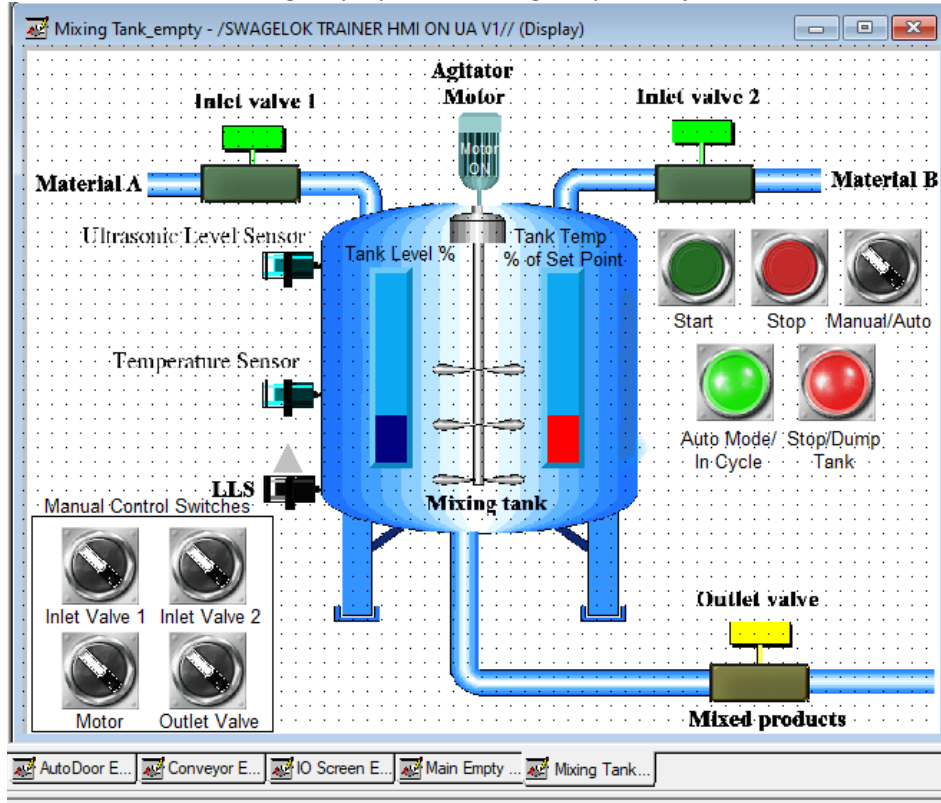 Mixing Tank_empty - /SWAGELOK TRAINER HMI ON UA V1// (Display)
Agitator
Motor
Inlet valve 1
Inlet valve 2
Motor
ON
Material A
Material B
Ultrasonic Level Sensor
Tank Level %
Tank Temp
% of Set Point
Start
Stop
Manual/Auto
Temperature Sensor
Auto Mode/
In Cycle
Stop/Dump
Tank
LLS
Mixing tank
Manual Control Switches
Inlet Valve 1
Inlet Valve 2
Outlet valve
Motor
Outlet Valve
Mixed products
AutoDoor E...
Conveyor E...
IO Screen E...
Main Empty ...
Mixing Tank...